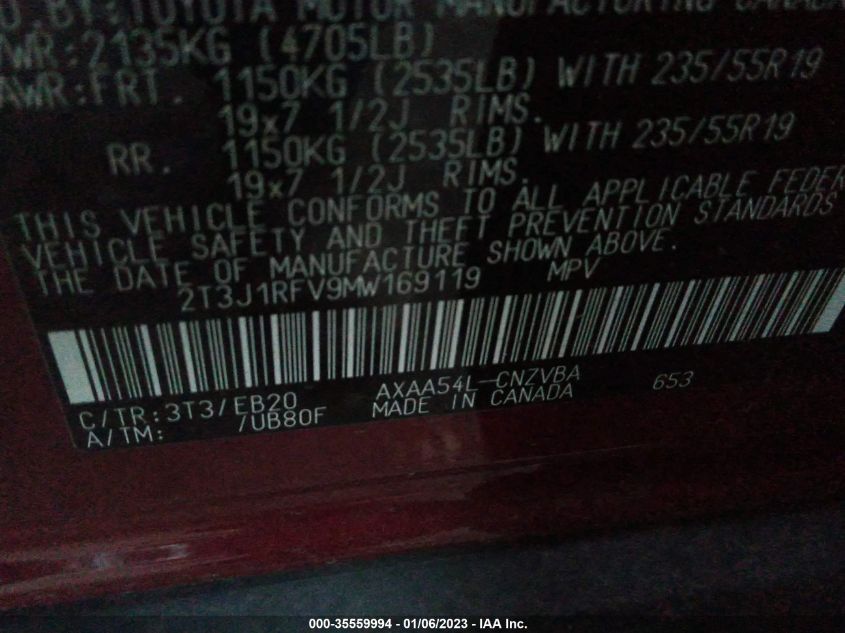 BY: TOYOTA MOTOR MANUFACTURING CANADA
2135KG (4705LB)
AWR:FRT. 1150KG (2535LB) WITH 235/55R19
19x7 1/2J RIMS.
RR. 1150KG (2535LB) WITH 235/55R19
19x7 1/2J RIMS.
THIS VEHICLE CONFORMS TO ALL APPLICABLE FEDER
VEHICLE SAFETY AND THEFT PREVENTION STANDARDS
THE DATE OF MANUFACTURE SHOWN ABOVE.
2T3J1RFV9MW169119 MPV
C/TR:3T3/EB20 AXAA54L-CNZVBA 653
A/TM: /UB80F MADE IN CANADA
000-35559994 - 01/06/2023 - IAA Inc.